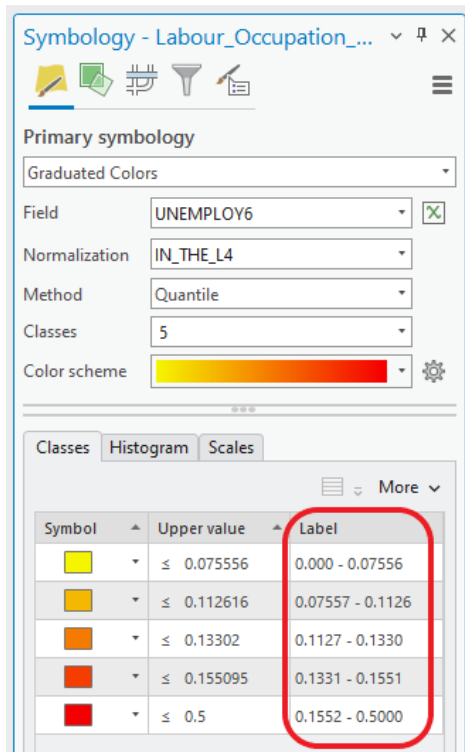 Symbology - Labour_Occupation_...
Primary symbology
Graduated Colors
Field UNEMPLOY6
Normalization IN_THE_L4
Method Quantile
Classes 5
Color scheme
Classes Histogram Scales
More
Symbol Upper value Label
≤ 0.075556 0.000 - 0.07556
≤ 0.112616 0.07557 - 0.1126
≤ 0.13302 0.1127 - 0.1330
≤ 0.155095 0.1331 - 0.1551
≤ 0.5 0.1552 - 0.5000